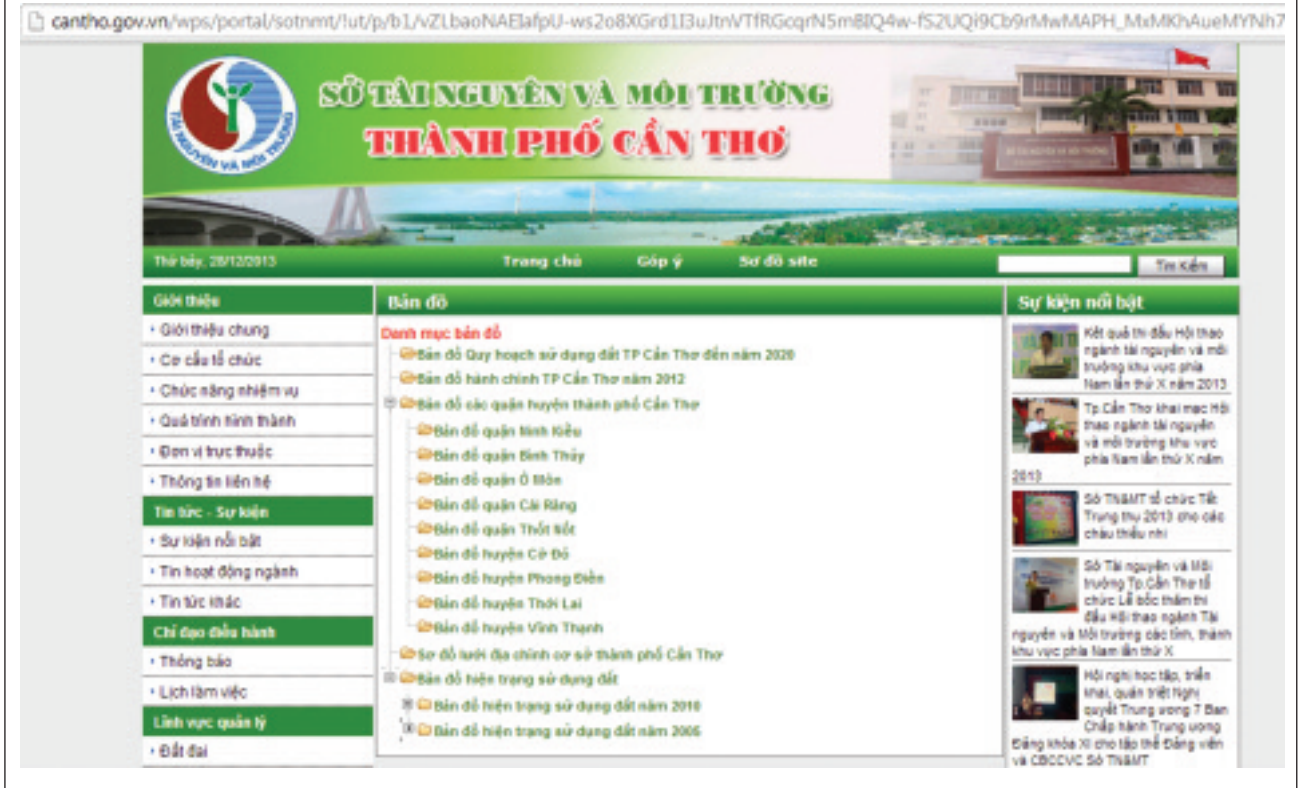 cantho.gov.vn/wps/portal/sotnmt/!ut/p/b1/
SỞ TÀI NGUYÊN VÀ MÔI TRƯỜNG
THÀNH PHỐ CẦN THƠ
TÀI NGUYÊN VÀ MÔI TRƯỜNG
Thứ bảy, 28/12/2013
Trang chủ
Góp ý
Sơ đồ site
Tìm Kiếm
Giới thiệu
Giới thiệu chung
Cơ cấu tổ chức
Chức năng nhiệm vụ
Quá trình hình thành
Đơn vị trực thuộc
Thông tin liên hệ
Tin tức - Sự kiện
Sự kiện nổi bật
Tin hoạt động ngành
Tin tức khác
Chỉ đạo điều hành
Thông báo
Lịch làm việc
Lĩnh vực quản lý
Đất đai
Bản đồ
Danh mục bản đồ
Bản đồ Quy hoạch sử dụng đất TP Cần Thơ đến năm 2020
Bản đồ hành chính TP Cần Thơ năm 2012
Bản đồ các quận huyện thành phố Cần Thơ
Bản đồ quận Ninh Kiều
Bản đồ quận Bình Thủy
Bản đồ quận Ô Môn
Bản đồ quận Cái Răng
Bản đồ quận Thốt Nốt
Bản đồ huyện Cờ Đỏ
Bản đồ huyện Phong Điền
Bản đồ huyện Thới Lai
Bản đồ huyện Vĩnh Thạnh
Sơ đồ lưới địa chính cơ sở thành phố Cần Thơ
Bản đồ hiện trạng sử dụng đất
Bản đồ hiện trạng sử dụng đất năm 2010
Bản đồ hiện trạng sử dụng đất năm 2005
Sự kiện nổi bật
Kết quả thi đấu Hội thao
ngành tài nguyên và môi
trường khu vực phía
Nam lần thứ X năm 2013
Tp.Cần Thơ khai mạc Hội
thao ngành tài nguyên
và môi trường khu vực
phía Nam lần thứ X năm
2013
Sở TN&MT tổ chức Tết
Trung thu 2013 cho các
cháu thiếu nhi
Sở Tài nguyên và Môi
trường Tp.Cần Thơ tổ
chức Lễ bốc thăm thi
đấu Hội thao ngành Tài
nguyên và Môi trường các tỉnh, thành
khu vực phía Nam lần thứ X
Hội nghị học tập, triển
khai, quán triệt Nghị
quyết Trung ương 7 Ban
Chấp hành Trung ương
Đảng khóa XI cho tập thể Đảng viên
và CBCCVC Sở TN&MT